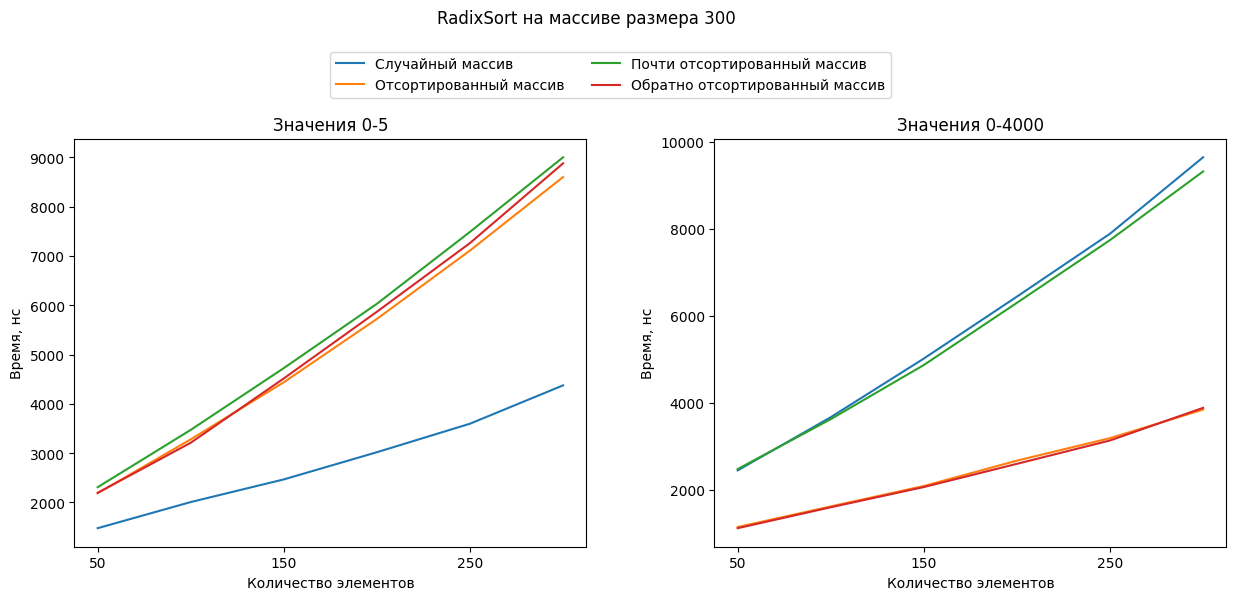 RadixSort на массиве размера 300
Случайный массив
Отсортированный массив
Почти отсортированный массив
Обратно отсортированный массив
Значения 0-5
9000
8000
7000
6000
5000
4000
3000
2000
Время, нс
50
150
250
Количество элементов
Значения 0-4000
10000
8000
6000
4000
2000
Время, нс
50
150
250
Количество элементов